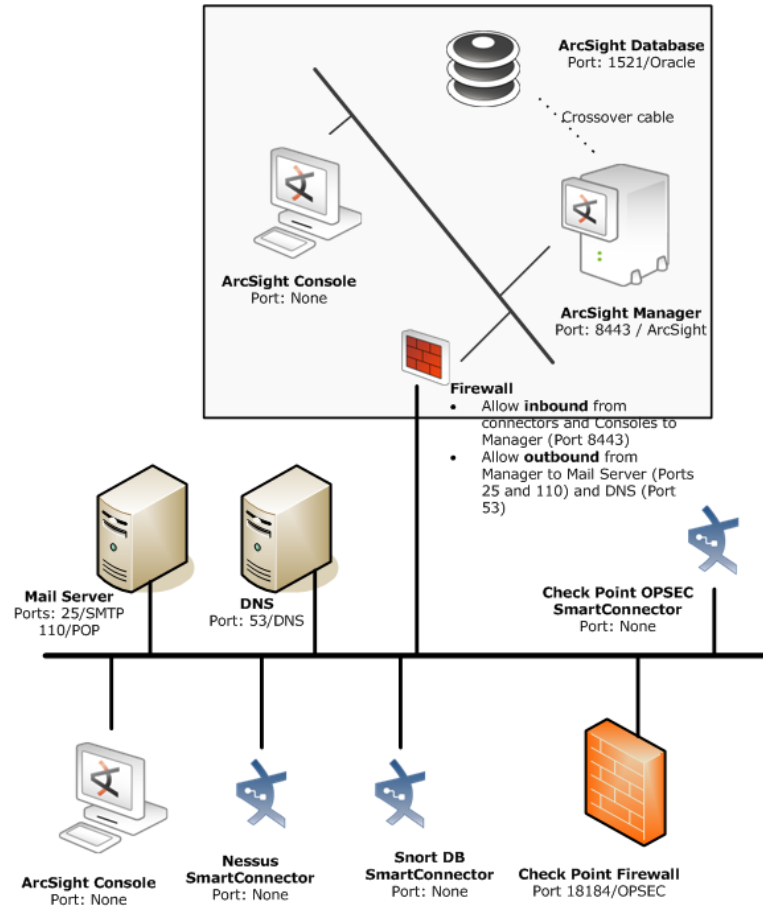 ArcSight Database
Port: 1521/Oracle
Crossover cable
ArcSight Console
Port: None
ArcSight Manager
Port: 8443 / ArcSight
Firewall
• Allow inbound from
connectors and Consoles to
Manager (Port 8443)
• Allow outbound from
Manager to Mail Server (Ports
25 and 110) and DNS (Port
53)
Mail Server
Ports: 25/SMTP
110/POP
DNS
Port: 53/DNS
Check Point OPSEC
SmartConnector
Port: None
ArcSight Console
Port: None
Nessus
SmartConnector
Port: None
Snort DB
SmartConnector
Port: None
Check Point Firewall
Port 18184/OPSEC